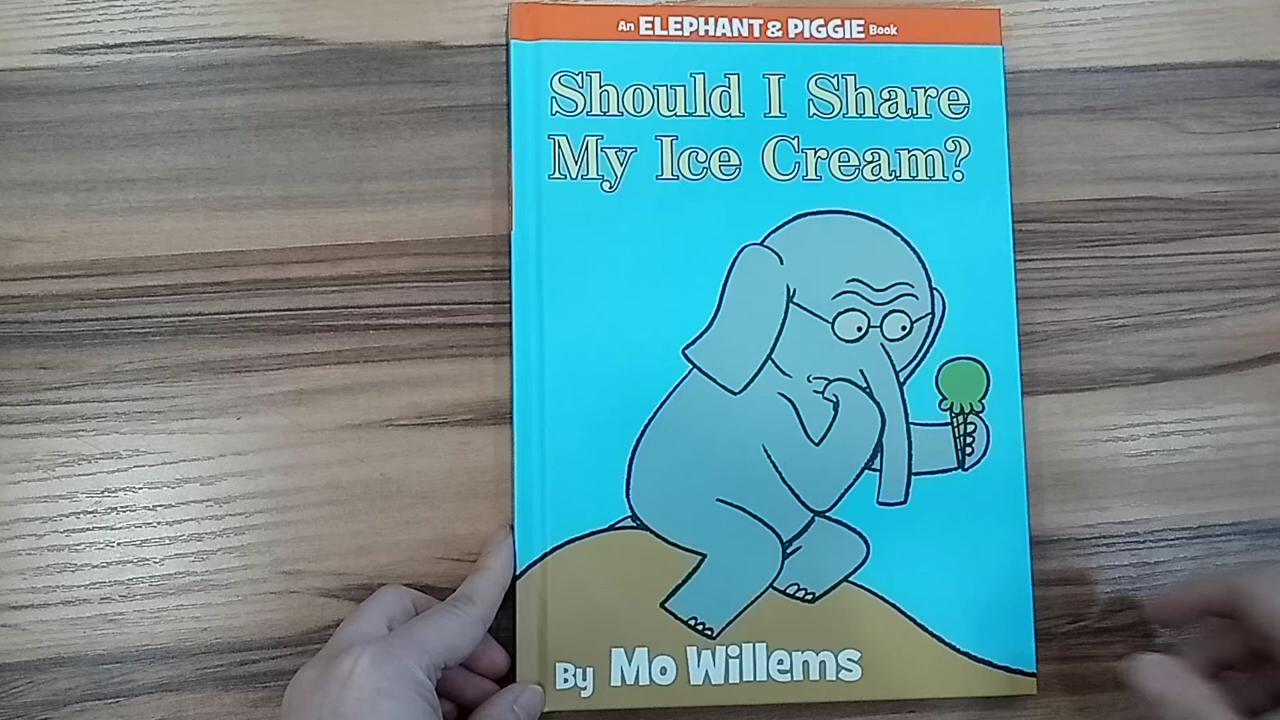 An ELEPHANT & PIGGIE Book
Should I Share
My Ice Cream?
By Mo Willems